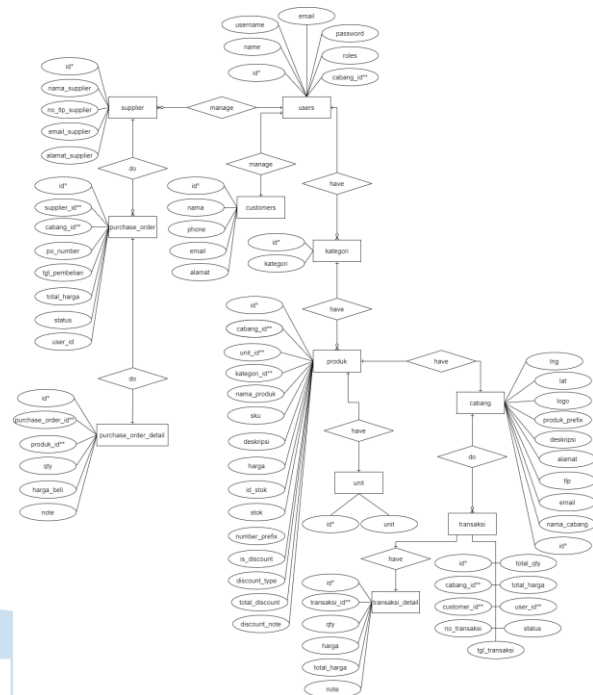 email
username
password
name
roles
id*
cabang_id**
id*
nama_supplier
no_tlp_supplier
email_supplier
alamat_supplier
supplier
manage
users
do
manage
have
id*
supplier_id**
cabang_id**
po_number
tgl_pembelian
total_harga
status
user_id
purchase_order
id*
nama
phone
email
alamat
customers
id*
kategori
kategori
do
have
id*
purchase_order_id**
produk_id**
qty
harga_beli
note
purchase_order_detail
id*
cabang_id**
unit_id**
kategori_id**
nama_produk
sku
deskripsi
harga
id_stok
stok
number_prefix
is_discount
discount_type
total_discount
discount_note
produk
have
have
unit
id*
unit
cabang
lng
lat
logo
produk_prefix
deskripsi
alamat
tlp
email
nama_cabang
id*
do
transaksi
have
id*
total_qty
cabang_id**
total_harga
customer_id**
user_id**
no_transaksi
status
tgl_transaksi
id*
transaksi_id**
qty
harga
total_harga
note
transaksi_detail